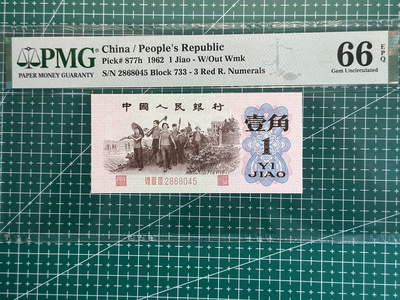 PMG
PAPER MONEY GUARANTY
China / People's Republic
Pick# 877h 1962 1 Jiao - W/Out Wmk
S/N 2868045 Block 733 - 3 Red R. Numerals
66 EPQ
Gem Uncirculated
中國人民銀行
壹角
1
YI
JIAO
2868045